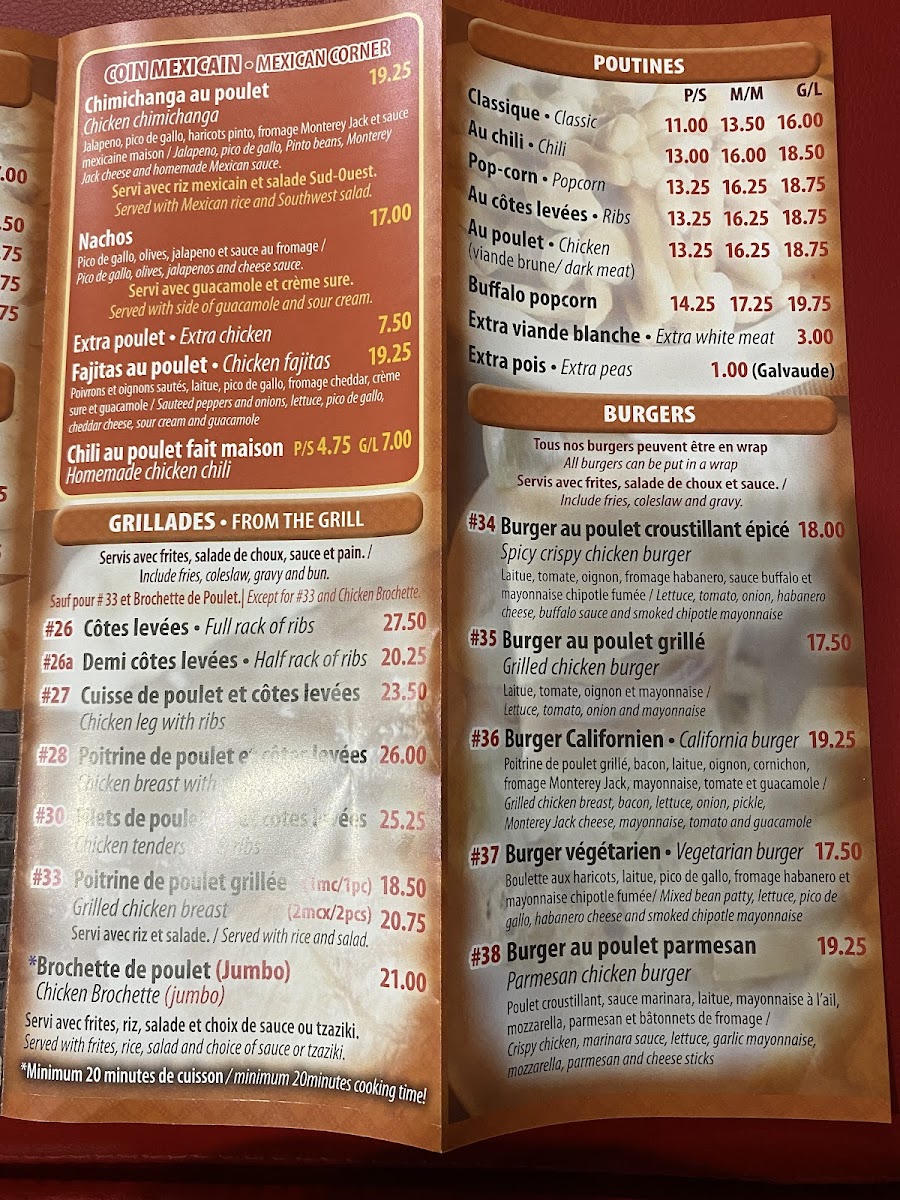 .00
.50
.75
75
75
5
COIN MEXICAIN • MEXICAN CORNER
Chimichanga au poulet 19.25
Chicken chimichanga
Jalapeno, pico de gallo, haricots pinto, fromage Monterey Jack et sauce
mexicaine maison / Jalapeno, pico de gallo, Pinto beans, Monterey
Jack cheese and homemade Mexican sauce.
Servi avec riz mexicain et salade Sud-Ouest.
Served with Mexican rice and Southwest salad.
Nachos 17.00
Pico de gallo, olives, jalapeno et sauce au fromage /
Pico de gallo, olives, jalapenos and cheese sauce.
Servi avec guacamole et crème sure.
Served with side of guacamole and sour cream.
Extra poulet • Extra chicken 7.50
Fajitas au poulet • Chicken fajitas 19.25
Poivrons et oignons sautés, laitue, pico de gallo, fromage cheddar, crème
sure et guacamole / Sauteed peppers and onions, lettuce, pico de gallo,
cheddar cheese, sour cream and guacamole
Chili au poulet fait maison P/S 4.75 G/L 7.00
Homemade chicken chili
GRILLADES • FROM THE GRILL
Servis avec frites, salade de choux, sauce et pain. /
Include fries, coleslaw, gravy and bun.
Sauf pour # 33 et Brochette de Poulet. | Except for #33 and Chicken Brochette.
#26 Côtes levées • Full rack of ribs 27.50
#26a Demi côtes levées • Half rack of ribs 20.25
#27 Cuisse de poulet et côtes levées 23.50
Chicken leg with ribs
#28 Poitrine de poulet et côtes levées 26.00
Chicken breast with
#30 Filets de poulet côtes levées 25.25
Chicken tenders ribs
#33 Poitrine de poulet grillée (1mc/1pc) 18.50
Grilled chicken breast (2mcx/2pcs) 20.75
Servi avec riz et salade. / Served with rice and salad.
*Brochette de poulet (Jumbo) 21.00
Chicken Brochette (jumbo)
Servi avec frites, riz, salade et choix de sauce ou tzaziki.
Served with frites, rice, salad and choice of sauce or tzaziki.
*Minimum 20 minutes de cuisson / minimum 20minutes cooking time!
POUTINES
P/S M/M G/L
Classique • Classic 11.00 13.50 16.00
Au chili • Chili 13.00 16.00 18.50
Pop-corn • Popcorn 13.25 16.25 18.75
Au côtes levées • Ribs 13.25 16.25 18.75
Au poulet • Chicken 13.25 16.25 18.75
(viande brune/ dark meat)
Buffalo popcorn 14.25 17.25 19.75
Extra viande blanche • Extra white meat 3.00
Extra pois • Extra peas 1.00 (Galvaude)
BURGERS
Tous nos burgers peuvent être en wrap
All burgers can be put in a wrap
Servis avec frites, salade de choux et sauce. /
Include fries, coleslaw and gravy.
#34 Burger au poulet croustillant épicé 18.00
Spicy crispy chicken burger
Laitue, tomate, oignon, fromage habanero, sauce buffalo et
mayonnaise chipotle fumée / Lettuce, tomato, onion, habanero
cheese, buffalo sauce and smoked chipotle mayonnaise
#35 Burger au poulet grillé 17.50
Grilled chicken burger
Laitue, tomate, oignon et mayonnaise /
Lettuce, tomato, onion and mayonnaise
#36 Burger Californien • California burger 19.25
Poitrine de poulet grillé, bacon, laitue, oignon, cornichon,
fromage Monterey Jack, mayonnaise, tomate et guacamole /
Grilled chicken breast, bacon, lettuce, onion, pickle,
Monterey Jack cheese, mayonnaise, tomato and guacamole
#37 Burger végétarien • Vegetarian burger 17.50
Boulette aux haricots, laitue, pico de gallo, fromage habanero et
mayonnaise chipotle fumée/ Mixed bean patty, lettuce, pico de
gallo, habanero cheese and smoked chipotle mayonnaise
#38 Burger au poulet parmesan 19.25
Parmesan chicken burger
Poulet croustillant, sauce marinara, laitue, mayonnaise à l'ail,
mozzarella, parmesan et bâtonnets de fromage /
Crispy chicken, marinara sauce, lettuce, garlic mayonnaise,
mozzarella, parmesan and cheese sticks